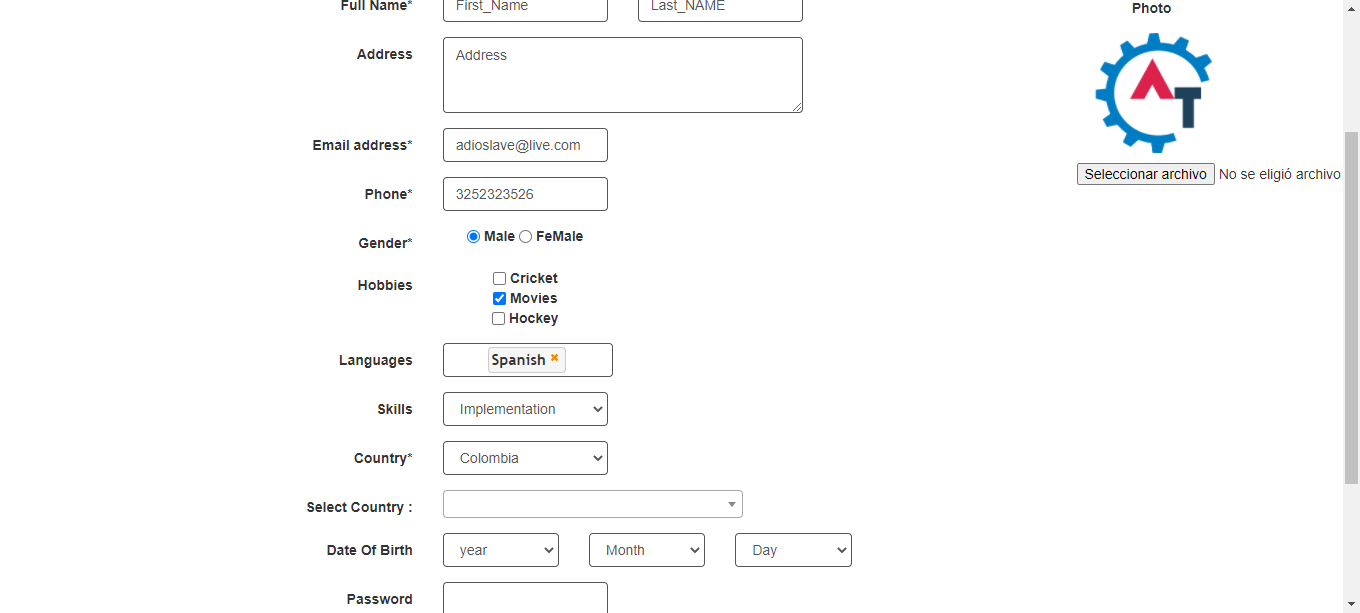 Full Name* First_Name Last_NAME
Photo
Address Address
AT
Email address* adioslave@live.com
Seleccionar archivo No se eligió archivo
Phone* 3252323526
Gender* Male FeMale
Hobbies Cricket
Movies
Hockey
Languages Spanish
Skills Implementation
Country* Colombia
Select Country :
Date Of Birth year Month Day
Password